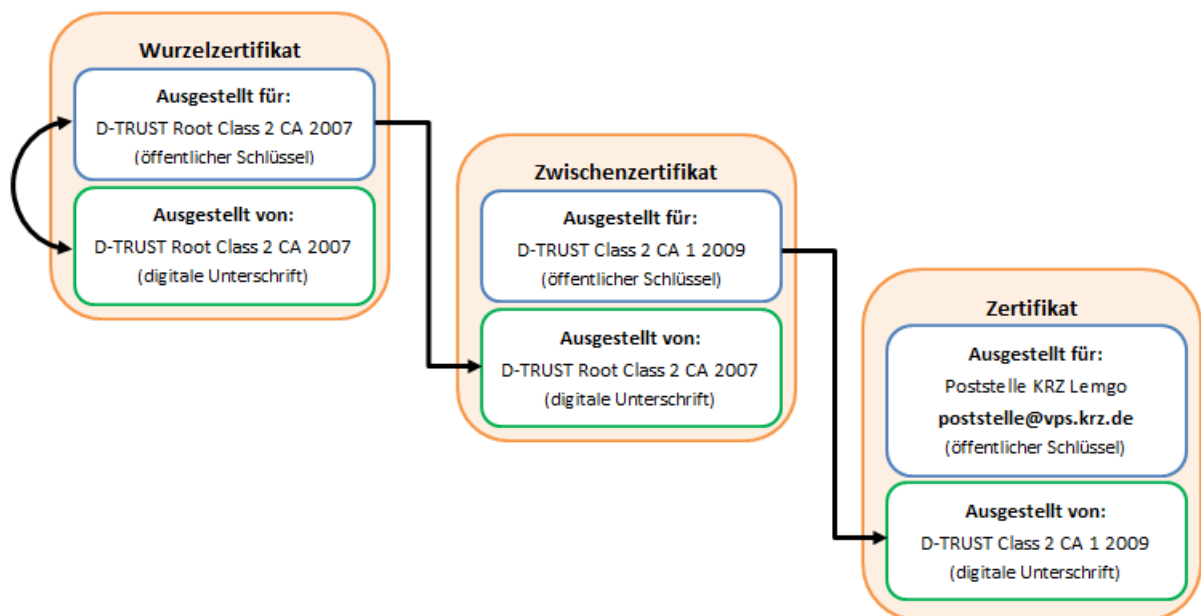 Wurzelzertifikat
Ausgestellt für:
D-TRUST Root Class 2 CA 2007
(öffentlicher Schlüssel)
Ausgestellt von:
D-TRUST Root Class 2 CA 2007
(digitale Unterschrift)
Zwischenzertifikat
Ausgestellt für:
D-TRUST Class 2 CA 1 2009
(öffentlicher Schlüssel)
Ausgestellt von:
D-TRUST Root Class 2 CA 2007
(digitale Unterschrift)
Zertifikat
Ausgestellt für:
Poststelle KRZ Lemgo
poststelle@vps.krz.de
(öffentlicher Schlüssel)
Ausgestellt von:
D-TRUST Class 2 CA 1 2009
(digitale Unterschrift)